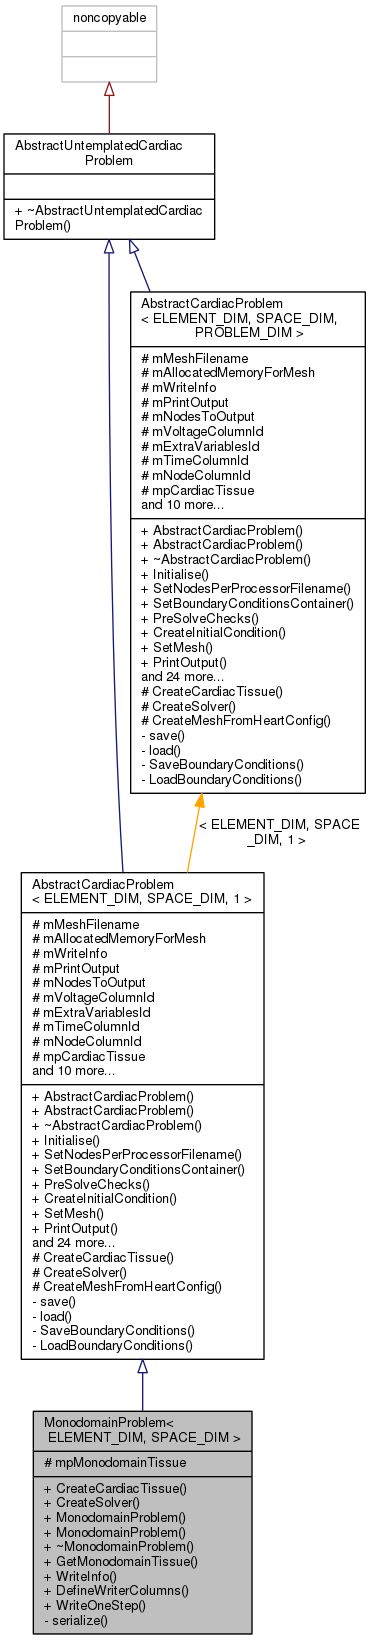 noncopyable
AbstractUntemplatedCardiac
Problem
+ ~AbstractUntemplatedCardiac
Problem()
AbstractCardiacProblem
< ELEMENT_DIM, SPACE_DIM,
PROBLEM_DIM >
# mMeshFilename
# mAllocatedMemoryForMesh
# mWriteInfo
# mPrintOutput
# mNodesToOutput
# mVoltageColumnId
# mExtraVariablesId
# mTimeColumnId
# mNodeColumnId
# mpCardiacTissue
and 10 more...
+ AbstractCardiacProblem()
+ AbstractCardiacProblem()
+ ~AbstractCardiacProblem()
+ Initialise()
+ SetNodesPerProcessorFilename()
+ SetBoundaryConditionsContainer()
+ PreSolveChecks()
+ CreateInitialCondition()
+ SetMesh()
+ PrintOutput()
and 24 more...
# CreateCardiacTissue()
# CreateSolver()
# CreateMeshFromHeartConfig()
- save()
- load()
- SaveBoundaryConditions()
- LoadBoundaryConditions()
< ELEMENT_DIM, SPACE
_DIM, 1 >
AbstractCardiacProblem
< ELEMENT_DIM, SPACE_DIM, 1 >
# mMeshFilename
# mAllocatedMemoryForMesh
# mWriteInfo
# mPrintOutput
# mNodesToOutput
# mVoltageColumnId
# mExtraVariablesId
# mTimeColumnId
# mNodeColumnId
# mpCardiacTissue
and 10 more...
+ AbstractCardiacProblem()
+ AbstractCardiacProblem()
+ ~AbstractCardiacProblem()
+ Initialise()
+ SetNodesPerProcessorFilename()
+ SetBoundaryConditionsContainer()
+ PreSolveChecks()
+ CreateInitialCondition()
+ SetMesh()
+ PrintOutput()
and 24 more...
# CreateCardiacTissue()
# CreateSolver()
# CreateMeshFromHeartConfig()
- save()
- load()
- SaveBoundaryConditions()
- LoadBoundaryConditions()
MonodomainProblem<
ELEMENT_DIM, SPACE_DIM >
# mpMonodomainTissue
+ CreateCardiacTissue()
+ CreateSolver()
+ MonodomainProblem()
+ MonodomainProblem()
+ ~MonodomainProblem()
+ GetMonodomainTissue()
+ WriteInfo()
+ DefineWriterColumns()
+ WriteOneStep()
- serialize()